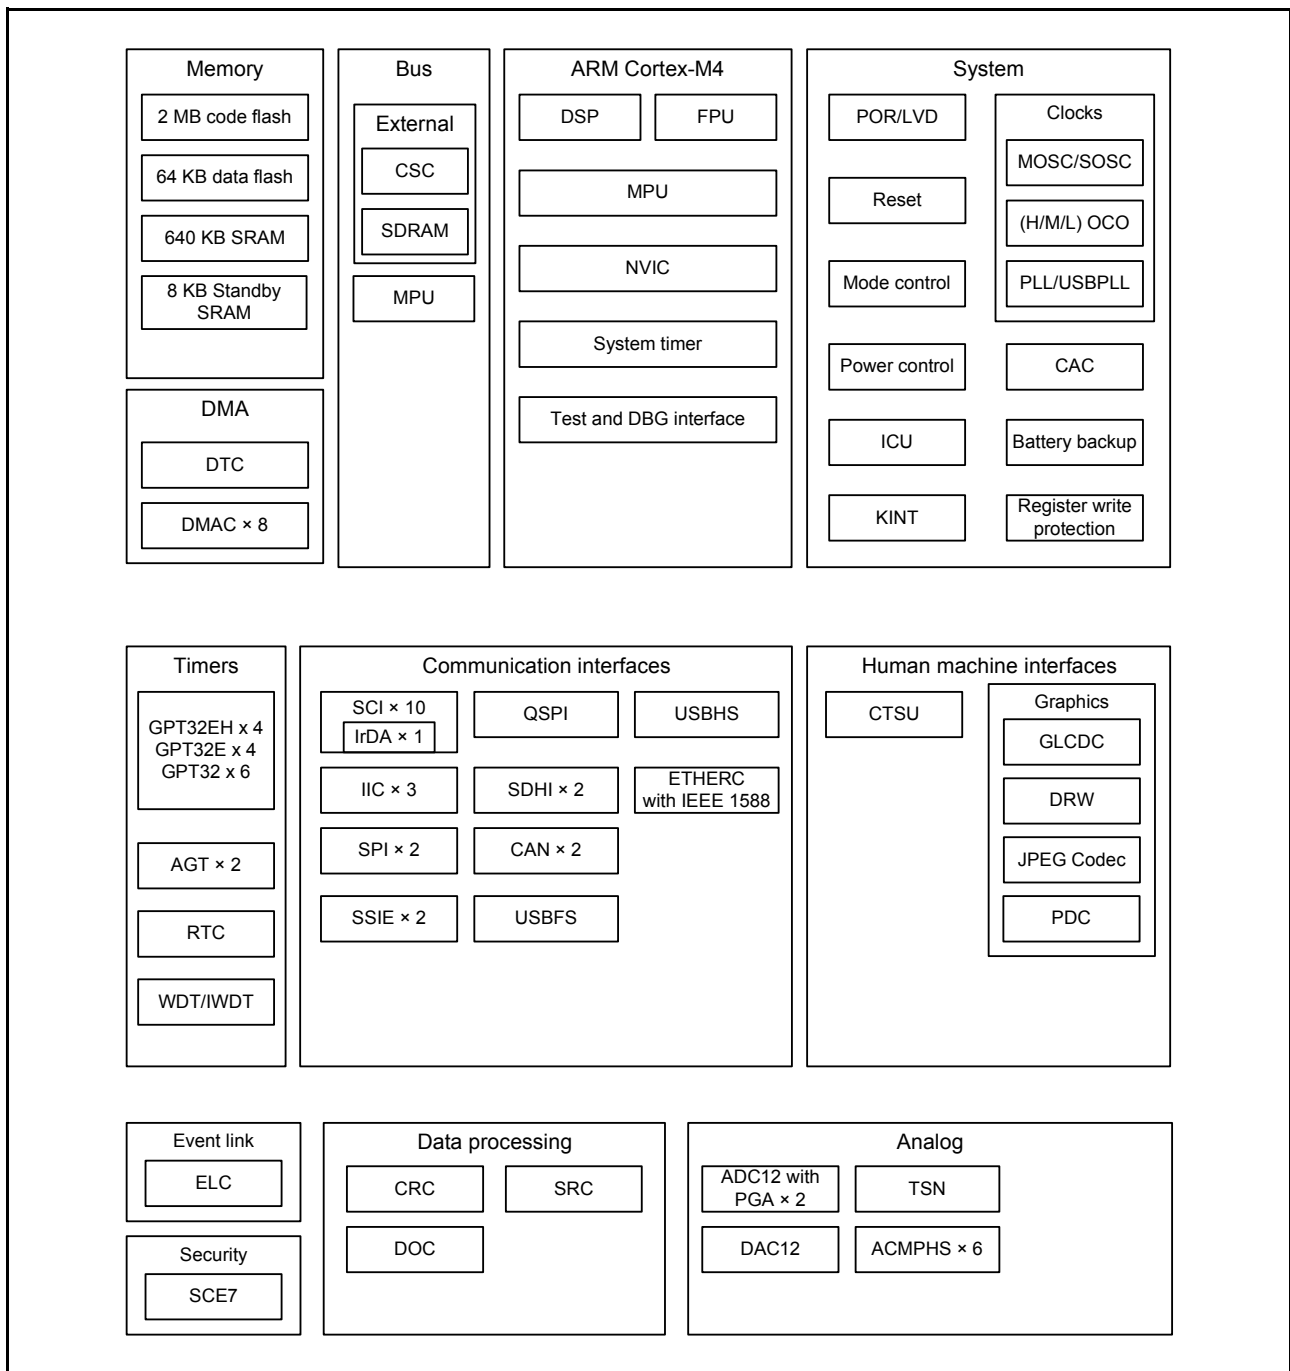 Memory
2 MB code flash
64 KB data flash
640 KB SRAM
8 KB Standby
SRAM
DMA
DTC
DMAC × 8
Bus
External
CSC
SDRAM
MPU
ARM Cortex-M4
DSP
FPU
MPU
NVIC
System timer
Test and DBG interface
System
POR/LVD
Reset
Mode control
Power control
ICU
KINT
Clocks
MOSC/SOSC
(H/M/L) OCO
PLL/USBPLL
CAC
Battery backup
Register write
protection
Timers
GPT32EH x 4
GPT32E x 4
GPT32 x 6
AGT × 2
RTC
WDT/IWDT
Communication interfaces
SCI × 10
IrDA × 1
IIC × 3
SPI × 2
SSIE × 2
QSPI
SDHI × 2
CAN × 2
USBFS
USBHS
ETHERC
with IEEE 1588
Human machine interfaces
CTSU
Graphics
GLCDC
DRW
JPEG Codec
PDC
Event link
ELC
Security
SCE7
Data processing
CRC
SRC
DOC
Analog
ADC12 with
PGA × 2
TSN
DAC12
ACMPHS × 6